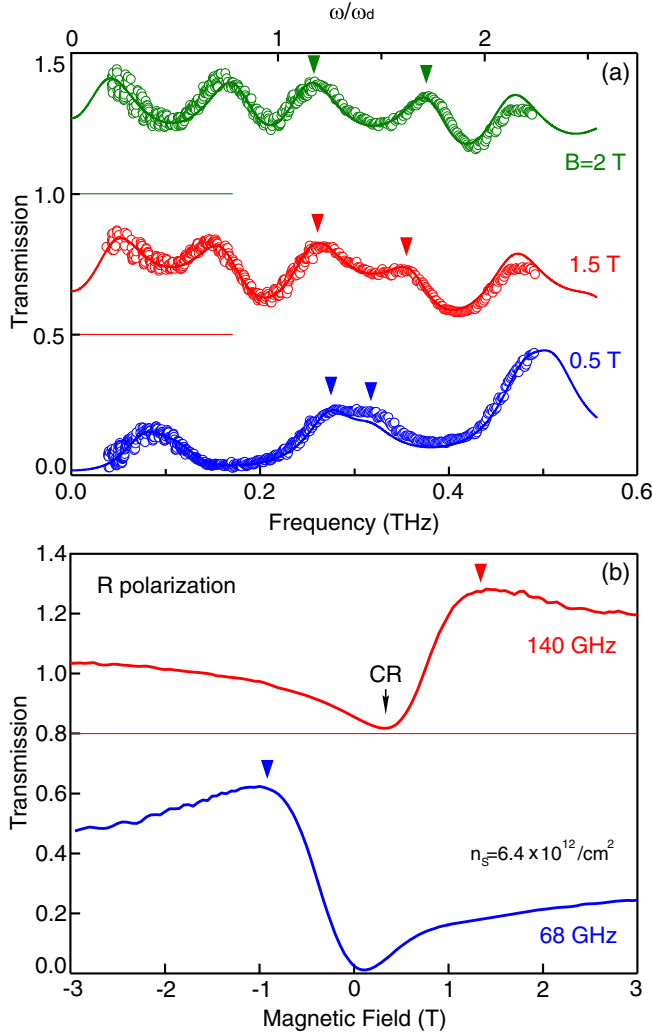 ω/ω_d
0 1 2
1.5
(a)
B=2 T
1.0
Transmission
1.5 T
0.5
0.5 T
0.0
0.0 0.2 0.4 0.6
Frequency (THz)
1.4
R polarization
(b)
1.2
140 GHz
1.0
CR
0.8
Transmission
0.6
n_S=6.4 x 10^12/cm^2
0.4
0.2
68 GHz
0.0
-3 -2 -1 0 1 2 3
Magnetic Field (T)